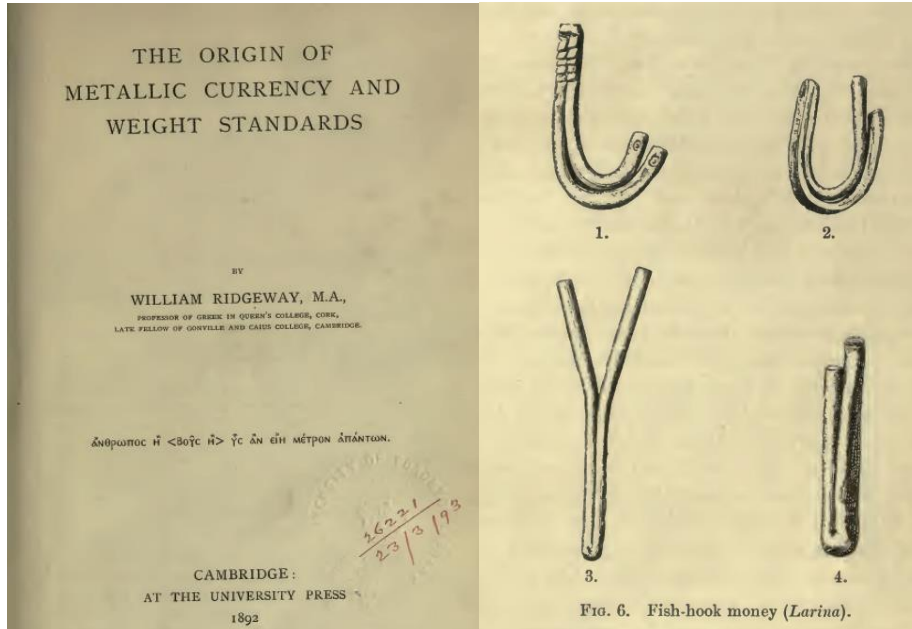 THE ORIGIN OF
METALLIC CURRENCY AND
WEIGHT STANDARDS
BY
WILLIAM RIDGEWAY, M.A.,
PROFESSOR OF GREEK IN QUEEN'S COLLEGE, CORK,
LATE FELLOW OF GONVILLE AND CAIUS COLLEGE, CAMBRIDGE.
ἄνθρωπος ἢ <βοῦς ἢ> ὗς ἂν εἴη μέτρον ἁπάντων.
26221
23/3/93
CAMBRIDGE:
AT THE UNIVERSITY PRESS
1892
1.
2.
3.
4.
FIG. 6. Fish-hook money (Larina).